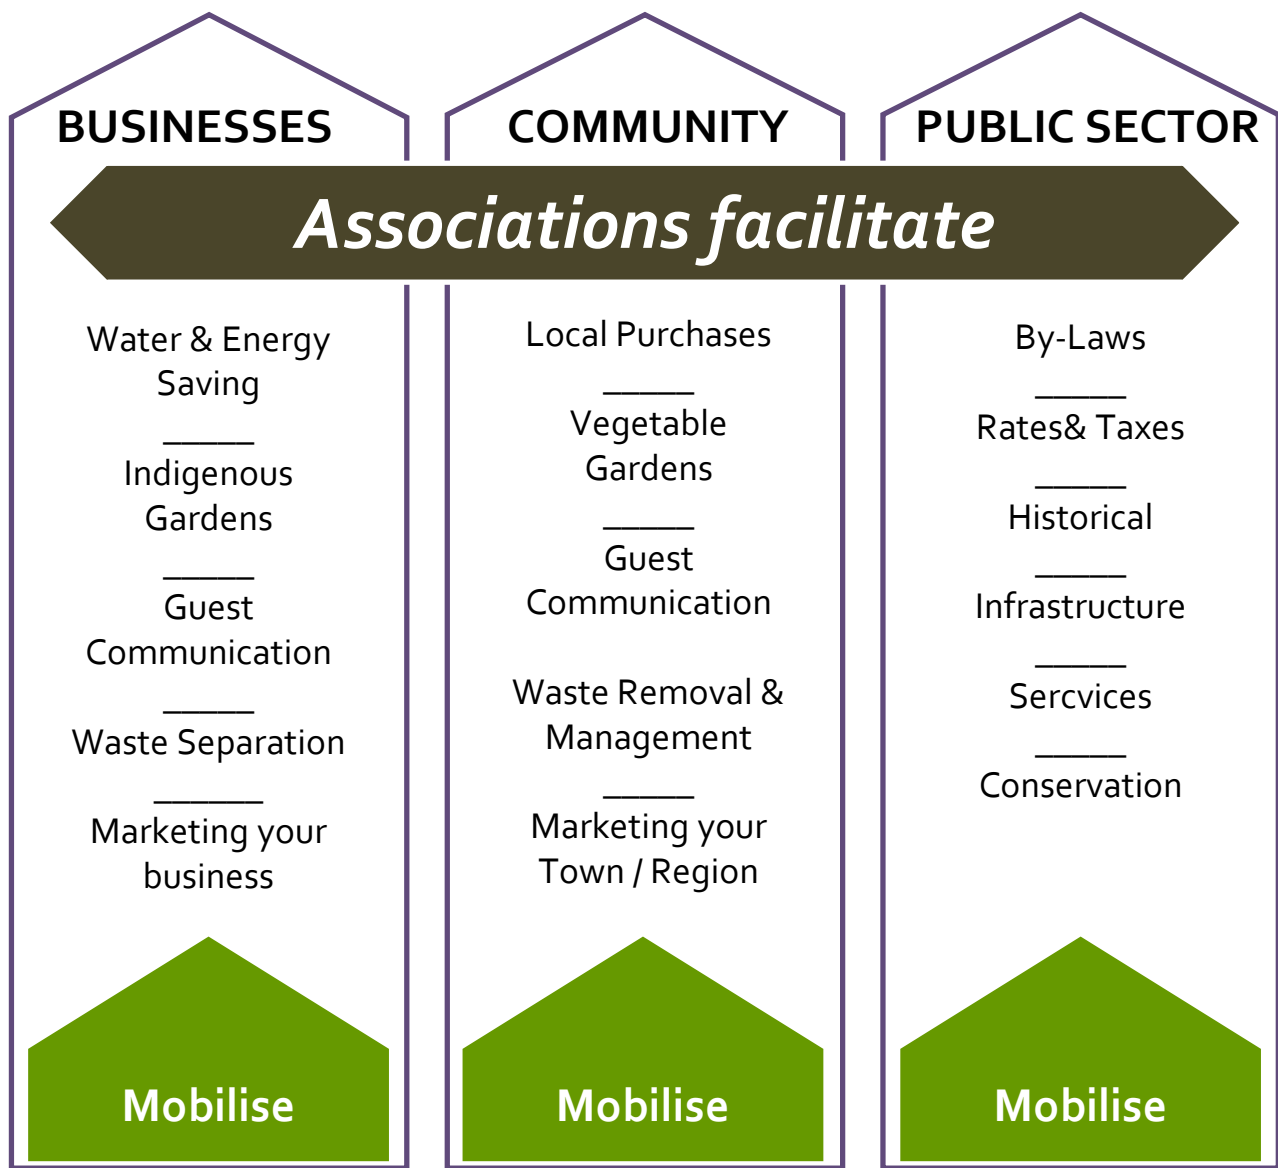 BUSINESSES
COMMUNITY
PUBLIC SECTOR
Associations facilitate
Water & Energy
Saving
_____
Indigenous
Gardens
_____
Guest
Communication
_____
Waste Separation
______
Marketing your
business
Mobilise
Local Purchases
_____
Vegetable
Gardens
_____
Guest
Communication
Waste Removal &
Management
_____
Marketing your
Town / Region
Mobilise
By-Laws
_____
Rates& Taxes
_____
Historical
_____
Infrastructure
_____
Sercvices
_____
Conservation
Mobilise